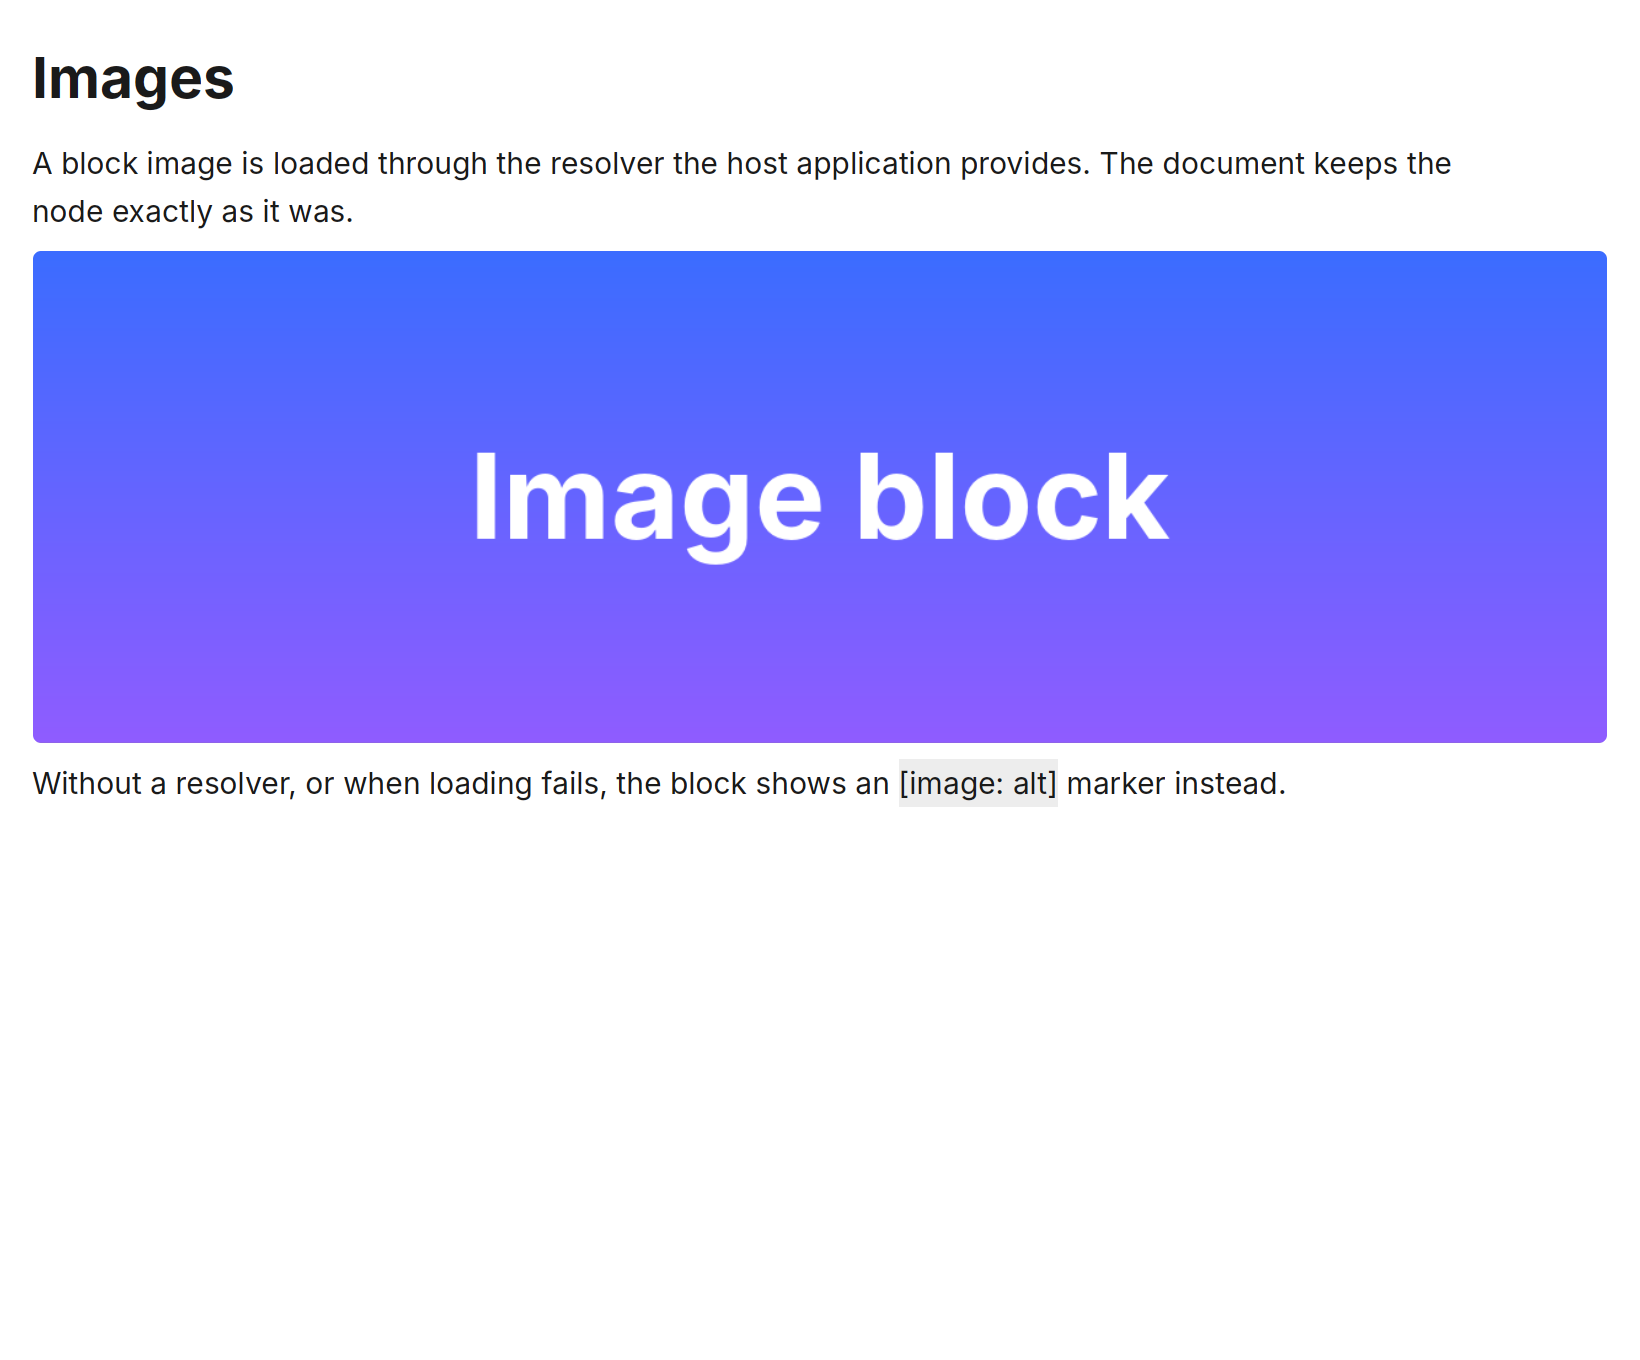 Images
A block image is loaded through the resolver the host application provides. The document keeps the
node exactly as it was.
Image block
Without a resolver, or when loading fails, the block shows an [image: alt] marker instead.